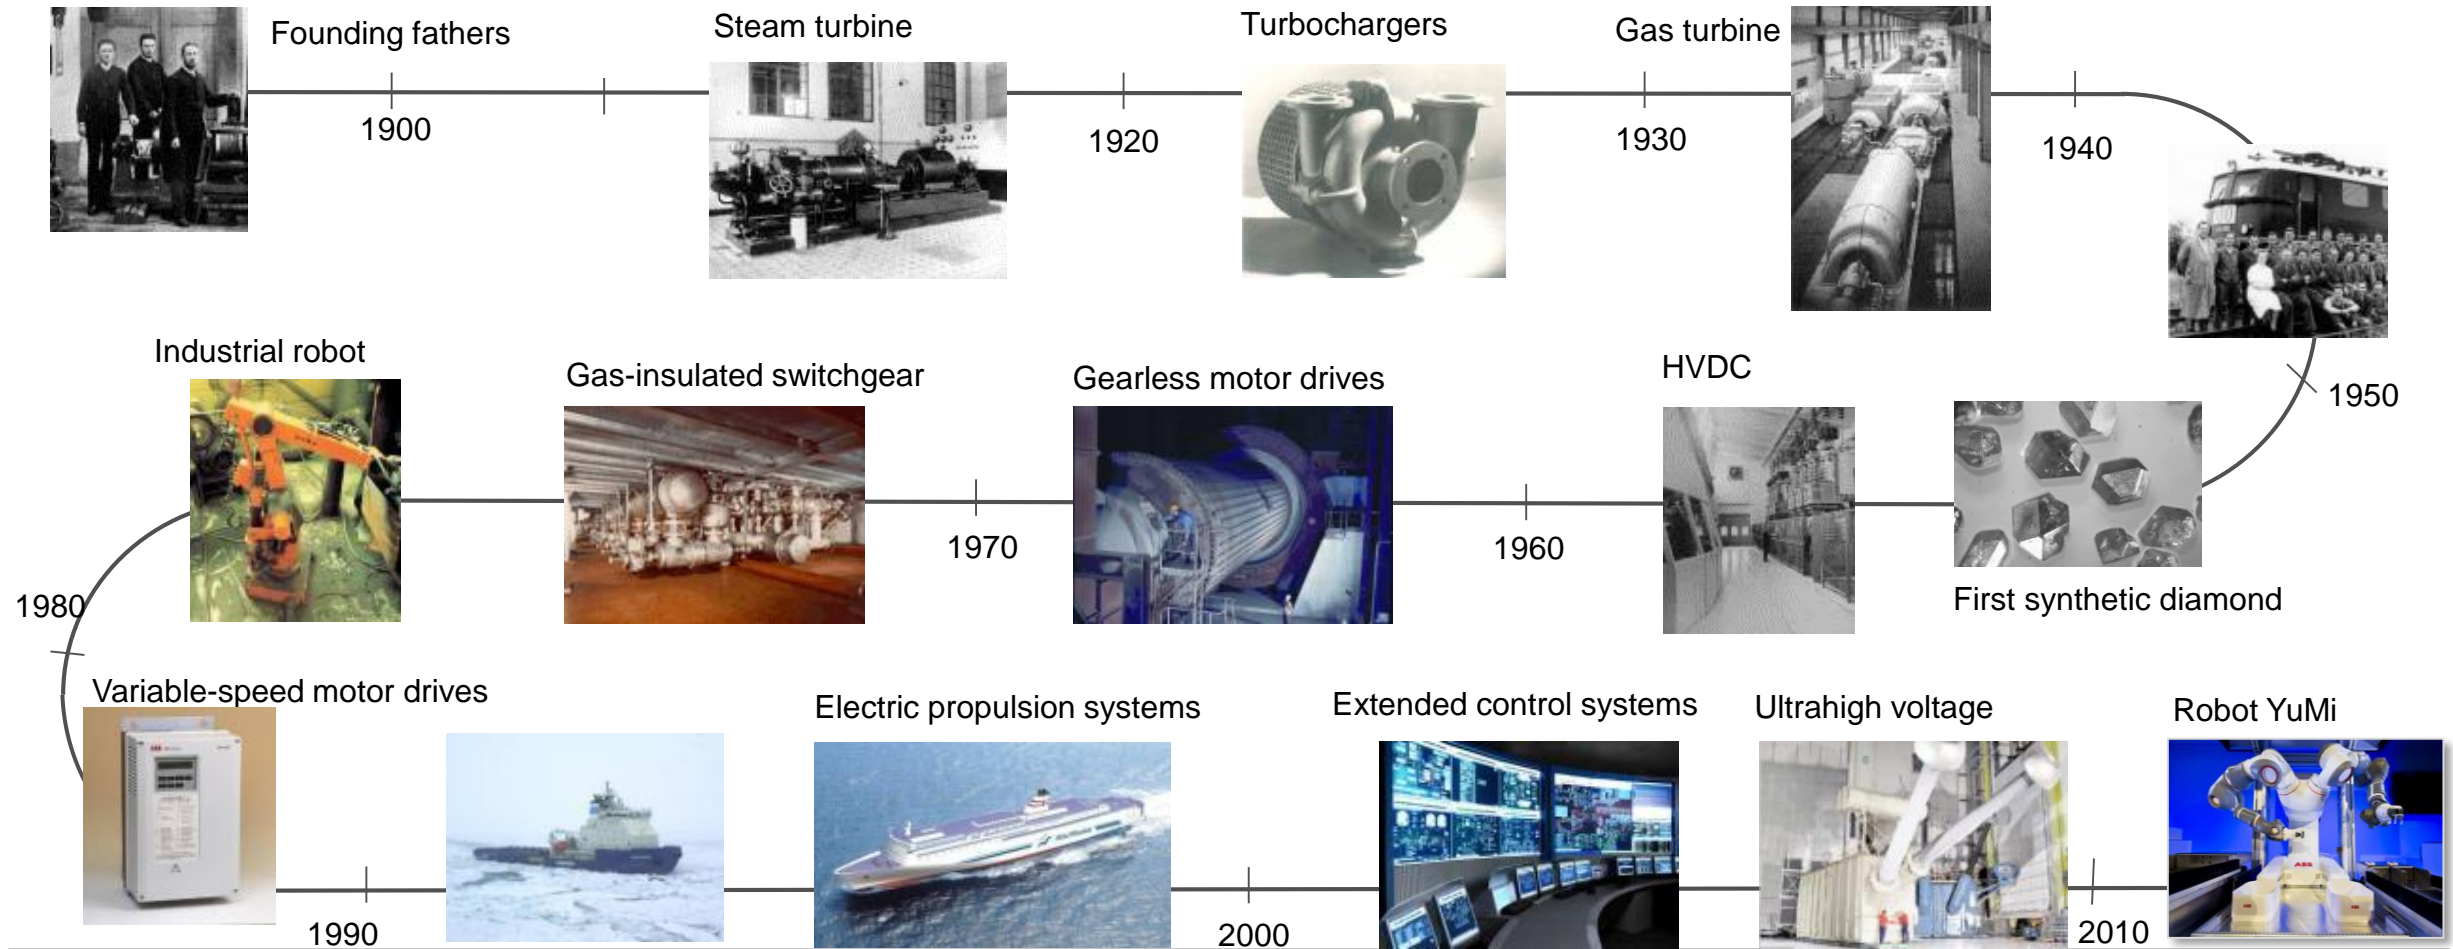 Founding fathers
Steam turbine
Turbochargers
Gas turbine
1900
1920
1930
1940
1950
First synthetic diamond
HVDC
1960
Gearless motor drives
1970
Gas-insulated switchgear
Industrial robot
1980
Variable-speed motor drives
ABB
1990
Electric propulsion systems
2000
Extended control systems
Ultrahigh voltage
2010
Robot YuMi
ABB